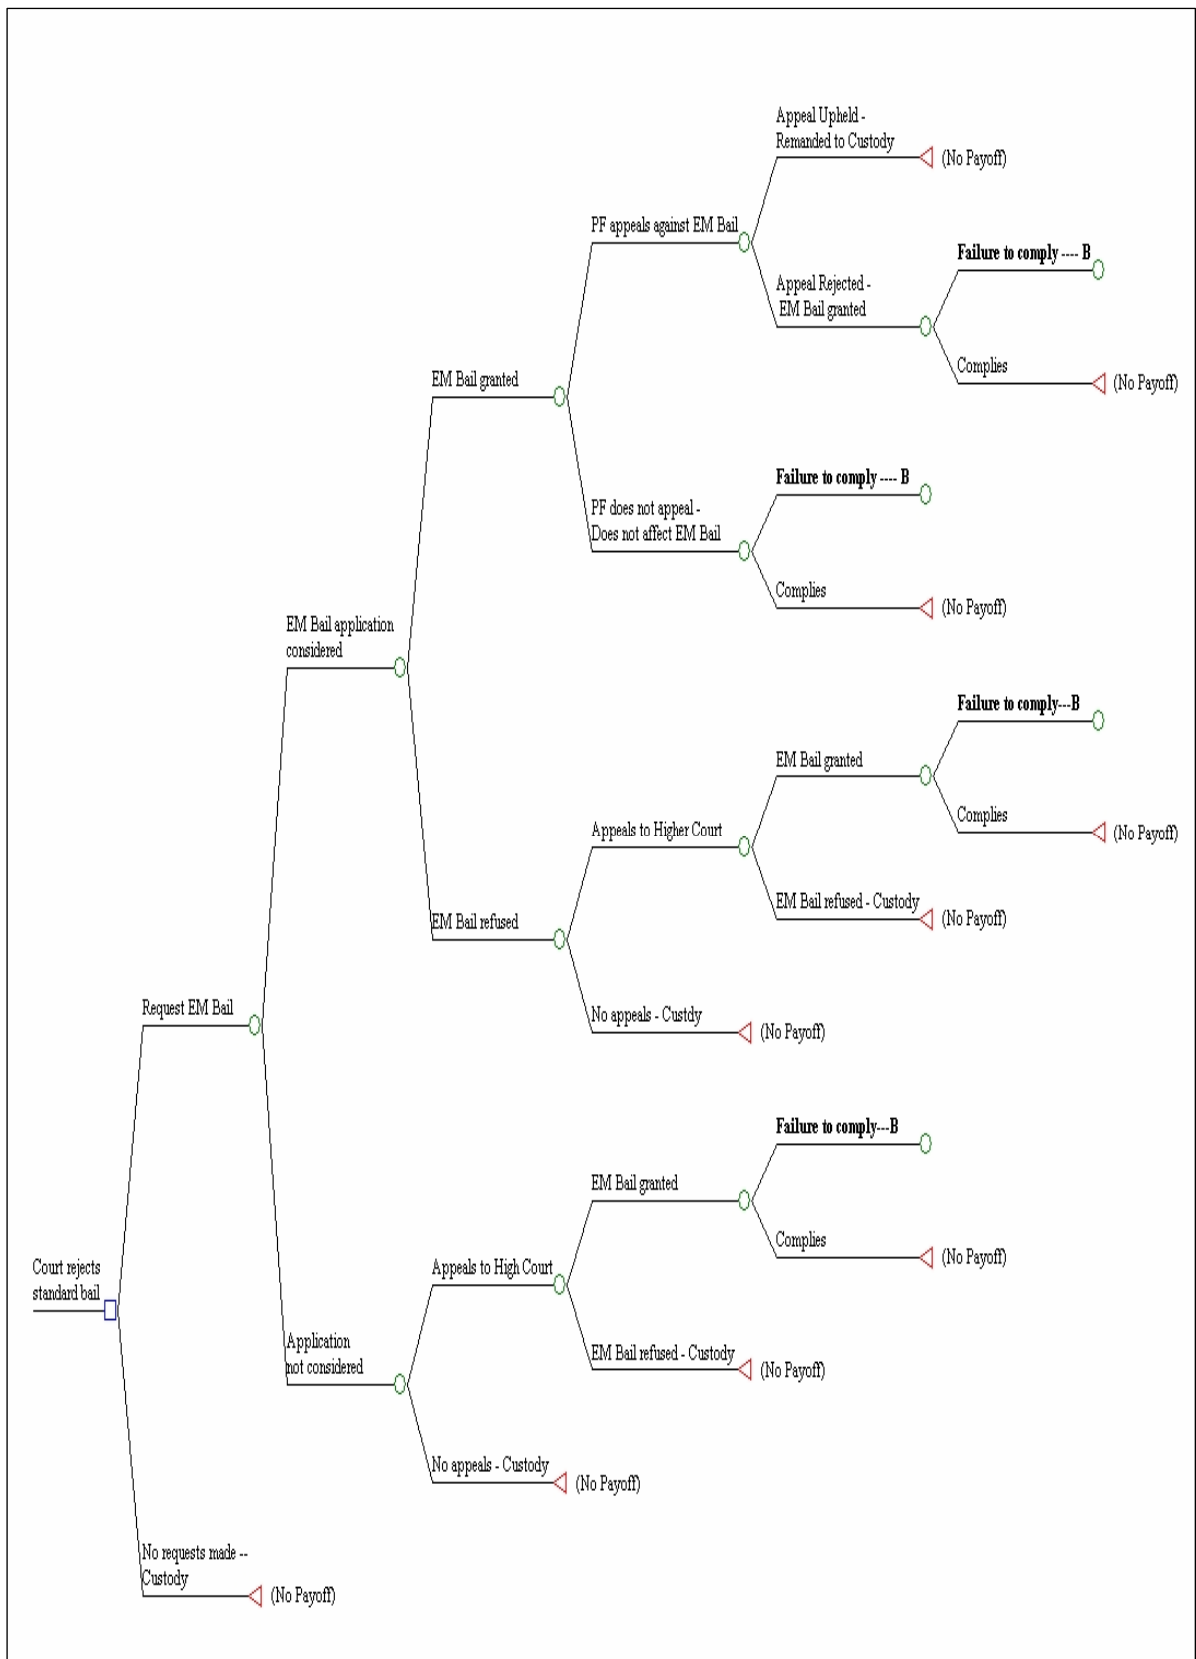 Appeal Upheld -
Remanded to Custody
(No Payoff)
PF appeals against EM Bail
Failure to comply ---- B
Appeal Rejected -
EM Bail granted
Complies
(No Payoff)
EM Bail granted
Failure to comply ---- B
PF does not appeal -
Does not affect EM Bail
Complies
(No Payoff)
EM Bail application
considered
Failure to comply---B
EM Bail granted
Complies
(No Payoff)
Appeals to Higher Court
EM Bail refused - Custody
(No Payoff)
EM Bail refused
No appeals - Custdy
(No Payoff)
Request EM Bail
Failure to comply---B
EM Bail granted
Complies
(No Payoff)
Appeals to High Court
EM Bail refused - Custody
(No Payoff)
Court rejects
standard bail
Application
not considered
No appeals - Custody
(No Payoff)
No requests made --
Custody
(No Payoff)